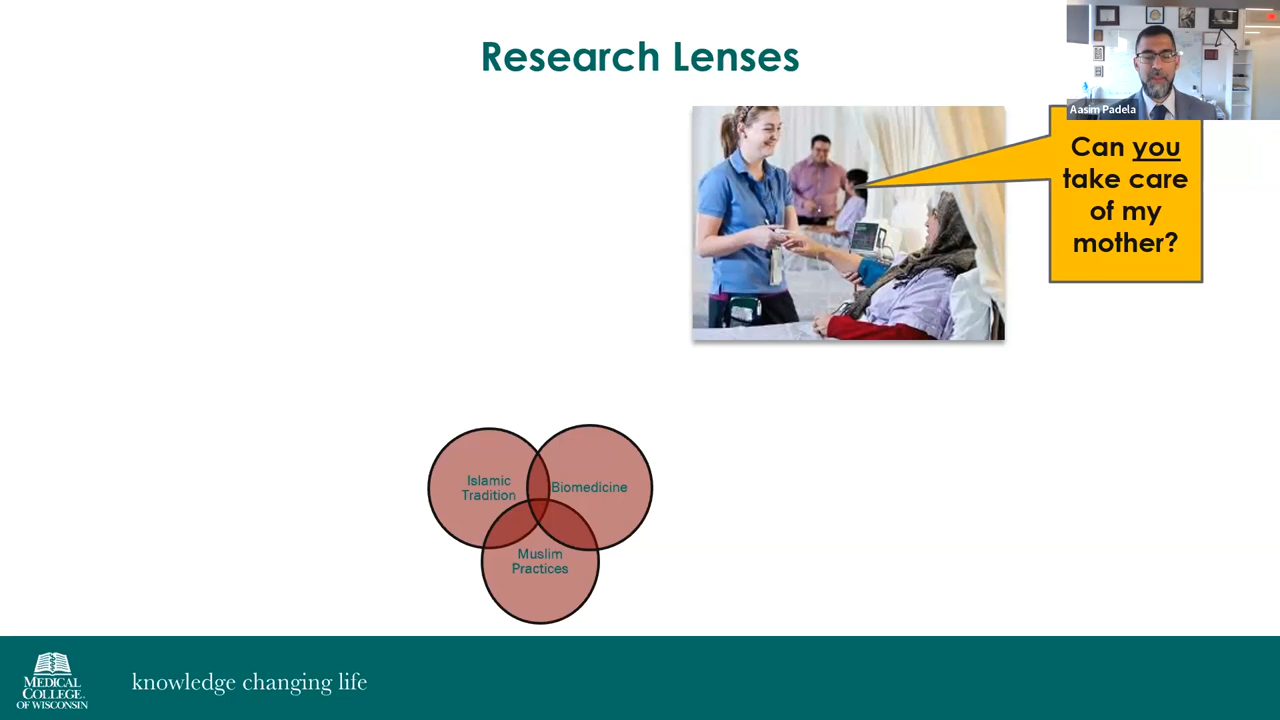 Research Lenses
Aasim Padela
Can you
take care
of my
mother?
Islamic
Tradition
Biomedicine
Muslim
Practices
MEDICAL
COLLEGE
OF WISCONSIN
knowledge changing life